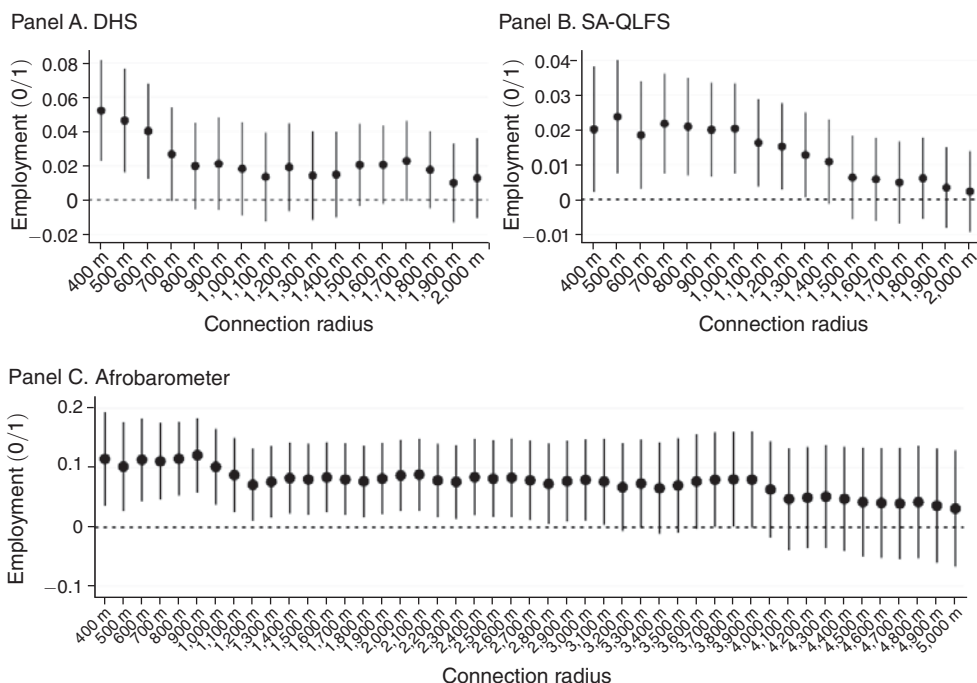 Panel A. DHS
Employment (0/1)
0.08
0.06
0.04
0.02
0
−0.02
400 m 500 m 600 m 700 m 800 m 900 m 1,000 m 1,100 m 1,200 m 1,300 m 1,400 m 1,500 m 1,600 m 1,700 m 1,800 m 1,900 m 2,000 m
Connection radius
Panel B. SA-QLFS
Employment (0/1)
0.04
0.03
0.02
0.01
0
−0.01
400 m 500 m 600 m 700 m 800 m 900 m 1,000 m 1,100 m 1,200 m 1,300 m 1,400 m 1,500 m 1,600 m 1,700 m 1,800 m 1,900 m 2,000 m
Connection radius
Panel C. Afrobarometer
Employment (0/1)
0.2
0.1
0
−0.1
400 m 500 m 600 m 700 m 800 m 900 m 1,000 m 1,100 m 1,200 m 1,300 m 1,400 m 1,500 m 1,600 m 1,700 m 1,800 m 1,900 m 2,000 m 2,100 m 2,200 m 2,300 m 2,400 m 2,500 m 2,600 m 2,700 m 2,800 m 2,900 m 3,000 m 3,100 m 3,200 m 3,300 m 3,400 m 3,500 m 3,600 m 3,700 m 3,800 m 3,900 m 4,000 m 4,100 m 4,200 m 4,300 m 4,400 m 4,500 m 4,600 m 4,700 m 4,800 m 4,900 m 5,000 m
Connection radius